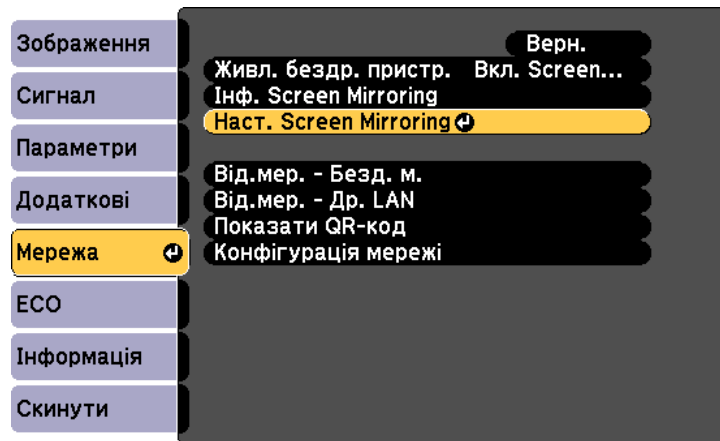 Зображення
Сигнал
Параметри
Додаткові
Мережа
ECO
Інформація
Скинути
Верн.
Живл. бездр. пристр. Вкл. Screen...
Інф. Screen Mirroring
Наст. Screen Mirroring
Від.мер. - Безд. м.
Від.мер. - Др. LAN
Показати QR-код
Конфігурація мережі